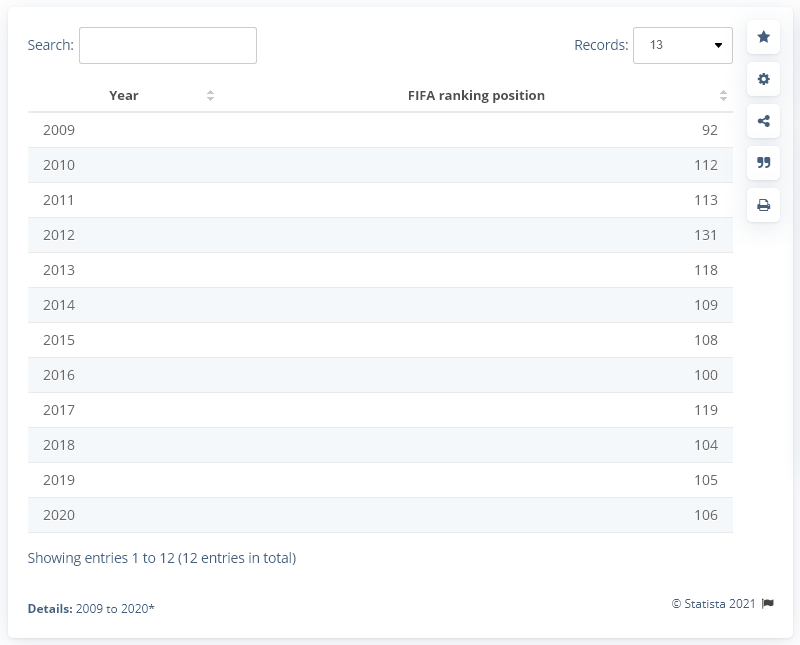 Search:
Records: 13
Year FIFA ranking position
2009 92
2010 112
2011 113
2012 131
2013 118
2014 109
2015 108
2016 100
2017 119
2018 104
2019 105
2020 106
Showing entries 1 to 12 (12 entries in total)
Details: 2009 to 2020*
© Statista 2021